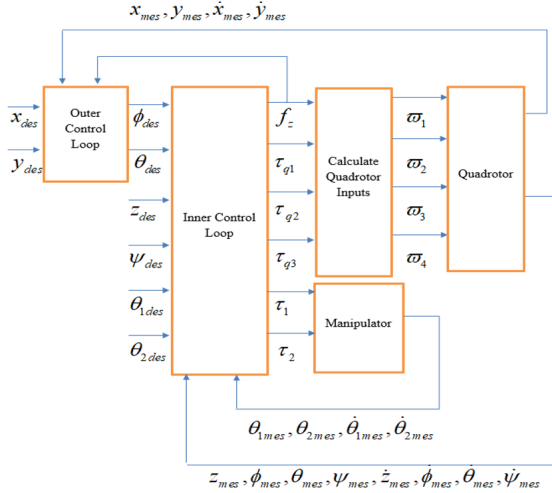 x_mes, y_mes, ẋ_mes, ẏ_mes
Outer Control Loop
x_des
y_des
ϕ_des
θ_des
z_des
ψ_des
θ_1des
θ_2des
Inner Control Loop
f_z
τ_q1
τ_q2
τ_q3
τ_1
τ_2
Calculate Quadrotor Inputs
Manipulator
ϖ_1
ϖ_2
ϖ_3
ϖ_4
Quadrotor
θ_1mes, θ_2mes, θ̇_1mes, θ̇_2mes
z_mes, ϕ_mes, θ_mes, ψ_mes, ż_mes, ϕ̇_mes, θ̇_mes, ψ̇_mes